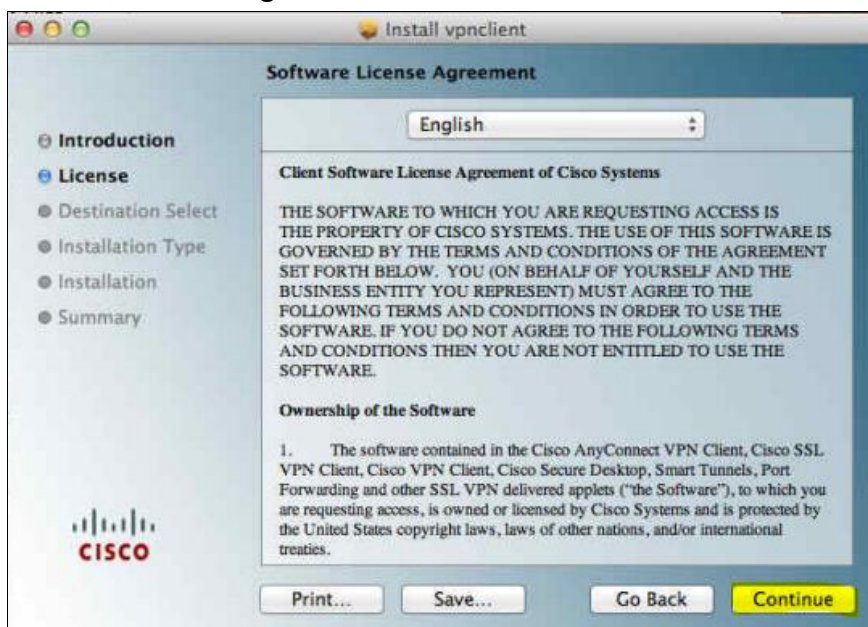 Install vpnclient
Software License Agreement
English
Introduction
License
Destination Select
Installation Type
Installation
Summary
Client Software License Agreement of Cisco Systems
THE SOFTWARE TO WHICH YOU ARE REQUESTING ACCESS IS
THE PROPERTY OF CISCO SYSTEMS. THE USE OF THIS SOFTWARE IS
GOVERNED BY THE TERMS AND CONDITIONS OF THE AGREEMENT
SET FORTH BELOW. YOU (ON BEHALF OF YOURSELF AND THE
BUSINESS ENTITY YOU REPRESENT) MUST AGREE TO THE
FOLLOWING TERMS AND CONDITIONS IN ORDER TO USE THE
SOFTWARE. IF YOU DO NOT AGREE TO THE FOLLOWING TERMS
AND CONDITIONS THEN YOU ARE NOT ENTITLED TO USE THE
SOFTWARE.
Ownership of the Software
1. The software contained in the Cisco AnyConnect VPN Client, Cisco SSL
VPN Client, Cisco VPN Client, Cisco Secure Desktop, Smart Tunnels, Port
Forwarding and other SSL VPN delivered applets ("the Software"), to which you
are requesting access, is owned or licensed by Cisco Systems and is protected by
the United States copyright laws, laws of other nations, and/or international
treaties.
CISCO
Print...
Save...
Go Back
Continue